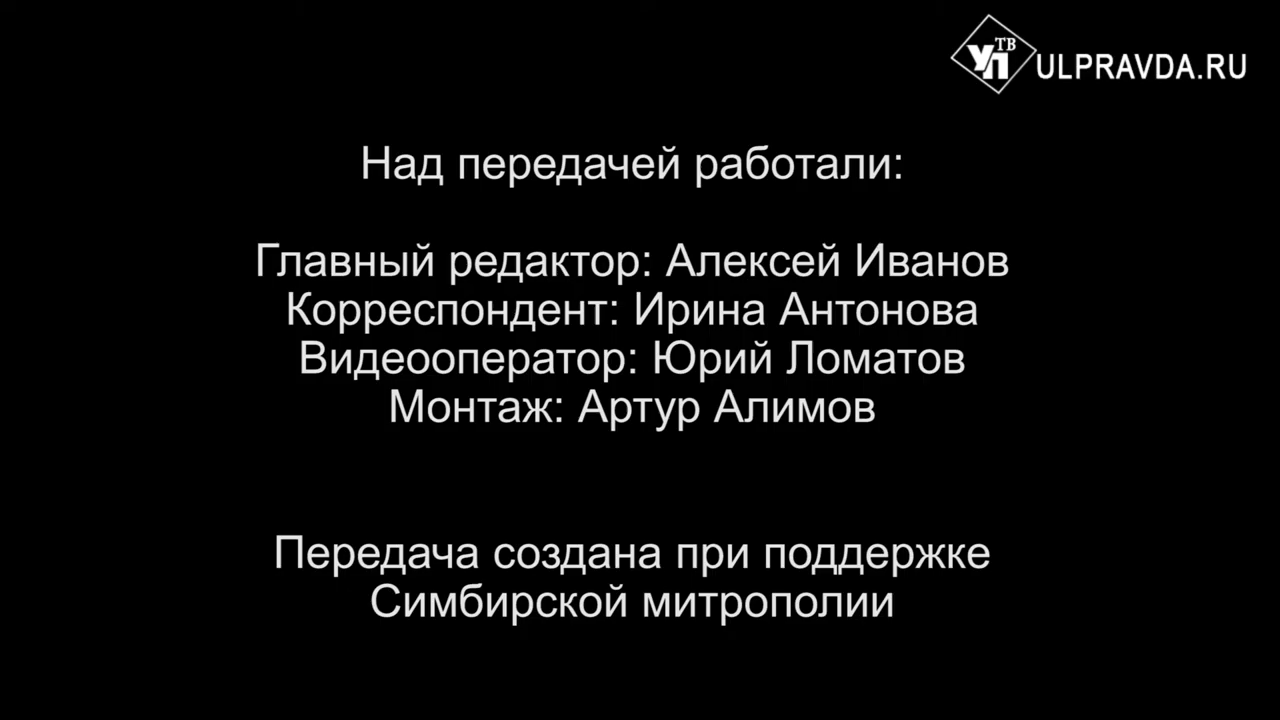 ТВ
УП
ULPRAVDA.RU
Над передачей работали:
Главный редактор: Алексей Иванов
Корреспондент: Ирина Антонова
Видеооператор: Юрий Ломатов
Монтаж: Артур Алимов
Передача создана при поддержке
Симбирской митрополии